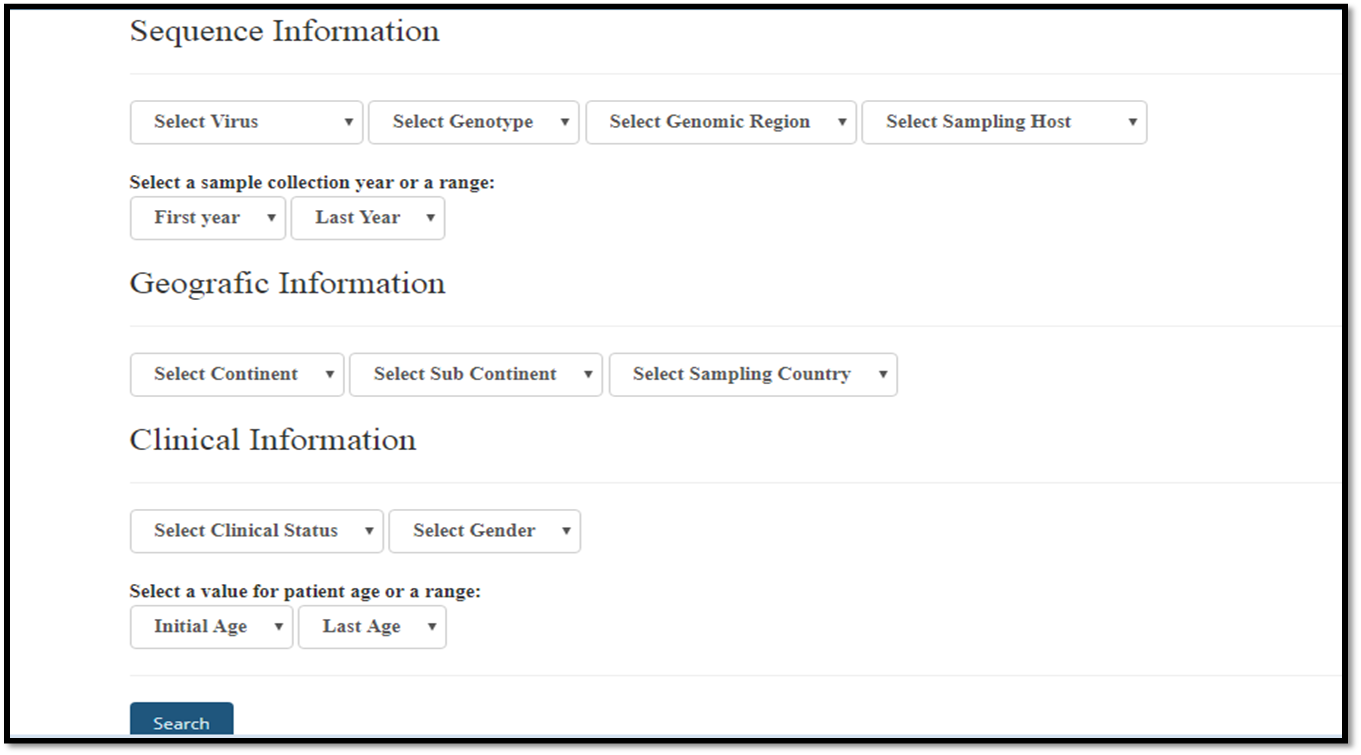 Sequence Information
Select Virus Select Genotype Select Genomic Region Select Sampling Host
Select a sample collection year or a range:
First year Last Year
Geografic Information
Select Continent Select Sub Continent Select Sampling Country
Clinical Information
Select Clinical Status Select Gender
Select a value for patient age or a range:
Initial Age Last Age
Search